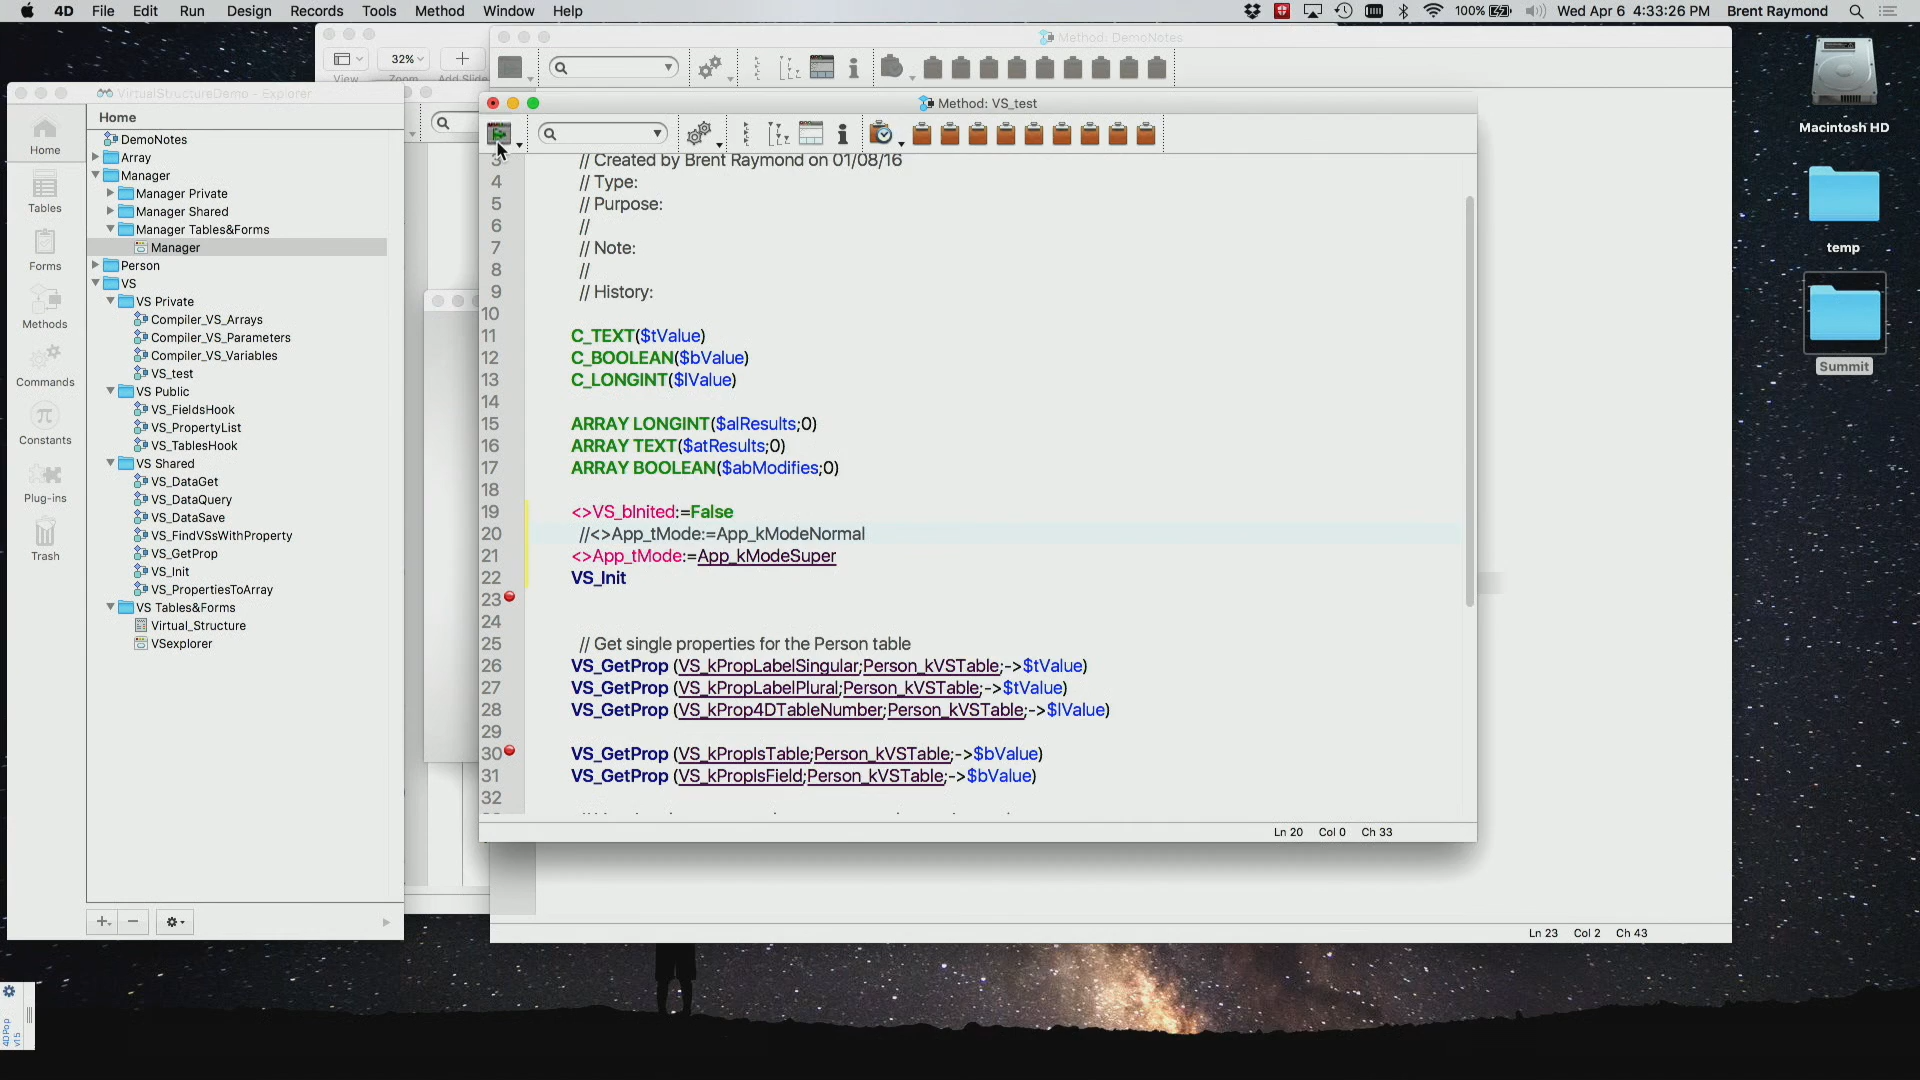 4D File Edit Run Design Records Tools Method Window Help
100% Wed Apr 6 4:33:26 PM Brent Raymond
View
32%
Zoom
Add Slide
Method: DemoNotes
VirtualStructureDemo - Explorer
Home
Tables
Forms
Methods
Commands
Constants
Plug-ins
Trash
Home
DemoNotes
Array
Manager
Manager Private
Manager Shared
Manager Tables&Forms
Manager
Person
VS
VS Private
Compiler_VS_Arrays
Compiler_VS_Parameters
Compiler_VS_Variables
VS_test
VS Public
VS_FieldsHook
VS_PropertyList
VS_TablesHook
VS Shared
VS_DataGet
VS_DataQuery
VS_DataSave
VS_FindVSsWithProperty
VS_GetProp
VS_Init
VS_PropertiesToArray
VS Tables&Forms
Virtual_Structure
VSexplorer
Method: VS_test
3 // Created by Brent Raymond on 01/08/16
4 // Type:
5 // Purpose:
6 //
7 // Note:
8 //
9 // History:
10
11 C_TEXT($tValue)
12 C_BOOLEAN($bValue)
13 C_LONGINT($lValue)
14
15 ARRAY LONGINT($alResults;0)
16 ARRAY TEXT($atResults;0)
17 ARRAY BOOLEAN($abModifies;0)
18
19 <>VS_bInited:=False
20 //<>App_tMode:=App_kModeNormal
21 <>App_tMode:=App_kModeSuper
22 VS_Init
23
24
25 // Get single properties for the Person table
26 VS_GetProp (VS_kPropLabelSingular;Person_kVSTable;->$tValue)
27 VS_GetProp (VS_kPropLabelPlural;Person_kVSTable;->$tValue)
28 VS_GetProp (VS_kProp4DTableNumber;Person_kVSTable;->$lValue)
29
30 VS_GetProp (VS_kPropIsTable;Person_kVSTable;->$bValue)
31 VS_GetProp (VS_kPropIsField;Person_kVSTable;->$bValue)
32
Ln 20 Col 0 Ch 33
Ln 23 Col 2 Ch 43
Macintosh HD
temp
Summit
4DPop
v15